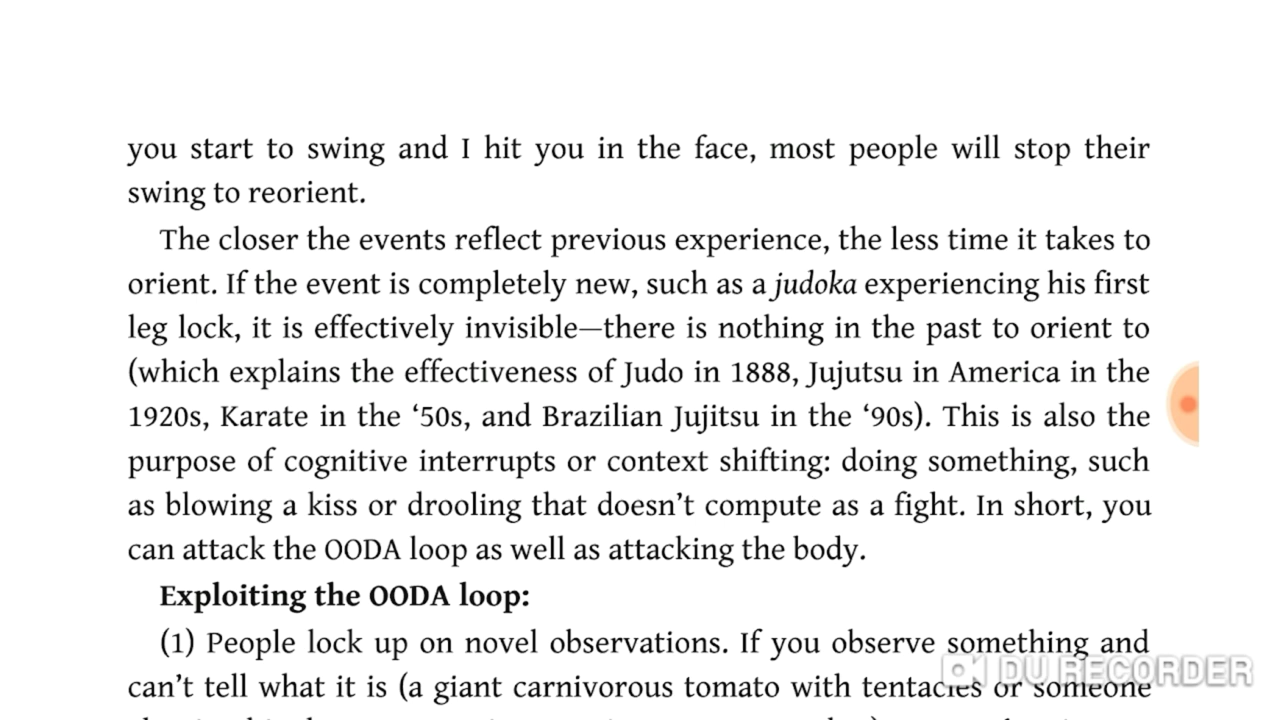 you start to swing and I hit you in the face, most people will stop their
swing to reorient.
The closer the events reflect previous experience, the less time it takes to
orient. If the event is completely new, such as a judoka experiencing his first
leg lock, it is effectively invisible—there is nothing in the past to orient to
(which explains the effectiveness of Judo in 1888, Jujutsu in America in the
1920s, Karate in the ‘50s, and Brazilian Jujitsu in the ‘90s). This is also the
purpose of cognitive interrupts or context shifting: doing something, such
as blowing a kiss or drooling that doesn’t compute as a fight. In short, you
can attack the OODA loop as well as attacking the body.
Exploiting the OODA loop:
(1) People lock up on novel observations. If you observe something and
can’t tell what it is (a giant carnivorous tomato with tentacles or someone
DU RECORDER